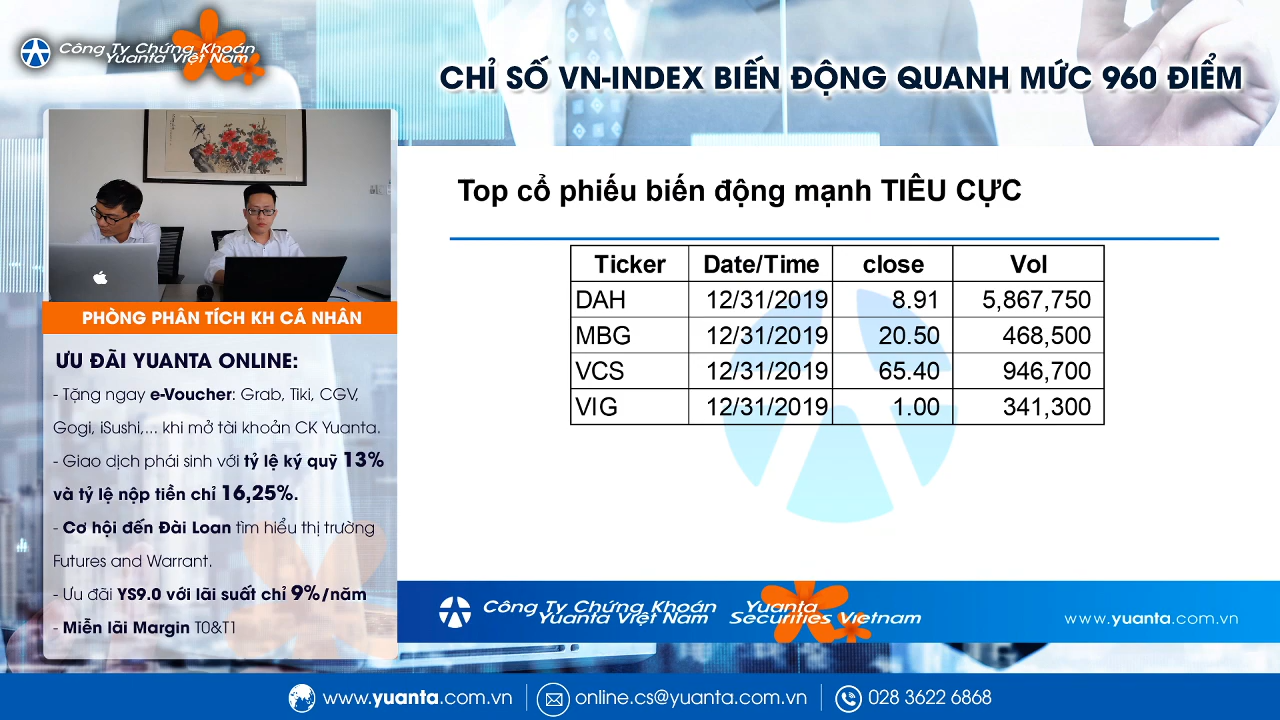 Công Ty Chứng Khoán
Yuanta Việt Nam
CHỈ SỐ VN-INDEX BIẾN ĐỘNG QUANH MỨC 960 ĐIỂM
PHÒNG PHÂN TÍCH KH CÁ NHÂN
ƯU ĐÃI YUANTA ONLINE:
- Tặng ngay e-Voucher: Grab, Tiki, CGV,
Gogi, iSushi,... khi mở tài khoản CK Yuanta.
- Giao dịch phái sinh với tỷ lệ ký quỹ 13%
và tỷ lệ nộp tiền chỉ 16,25%.
- Cơ hội đến Đài Loan tìm hiểu thị trường
Futures and Warrant.
- Ưu đãi YS9.0 với lãi suất chỉ 9%/năm
- Miễn lãi Margin T0&T1
Top cổ phiếu biến động mạnh TIÊU CỰC
Ticker Date/Time close Vol
DAH 12/31/2019 8.91 5,867,750
MBG 12/31/2019 20.50 468,500
VCS 12/31/2019 65.40 946,700
VIG 12/31/2019 1.00 341,300
Công Ty Chứng Khoán
Yuanta Việt Nam
Yuanta
Securities Vietnam
www.yuanta.com.vn
www.yuanta.com.vn
online.cs@yuanta.com.vn
028 3622 6868